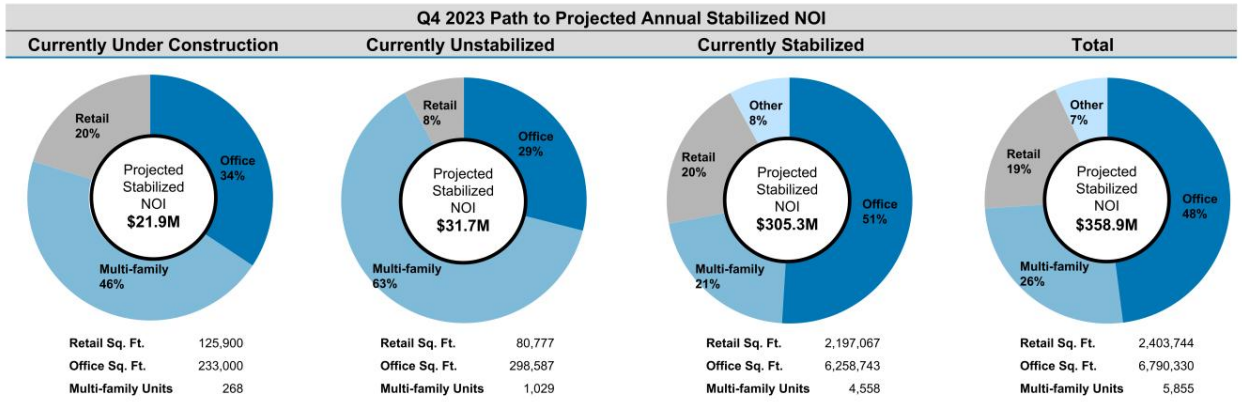 Q4 2023 Path to Projected Annual Stabilized NOI
Currently Under Construction
Currently Unstabilized
Currently Stabilized
Total
Retail
20%
Office
34%
Multi-family
46%
Projected
Stabilized
NOI
$21.9M
Retail
8%
Office
29%
Multi-family
63%
Projected
Stabilized
NOI
$31.7M
Other
8%
Retail
20%
Office
51%
Multi-family
21%
Projected
Stabilized
NOI
$305.3M
Other
7%
Retail
19%
Office
48%
Multi-family
26%
Projected
Stabilized
NOI
$358.9M
Retail Sq. Ft. 125,900
Office Sq. Ft. 233,000
Multi-family Units 268
Retail Sq. Ft. 80,777
Office Sq. Ft. 298,587
Multi-family Units 1,029
Retail Sq. Ft. 2,197,067
Office Sq. Ft. 6,258,743
Multi-family Units 4,558
Retail Sq. Ft. 2,403,744
Office Sq. Ft. 6,790,330
Multi-family Units 5,855